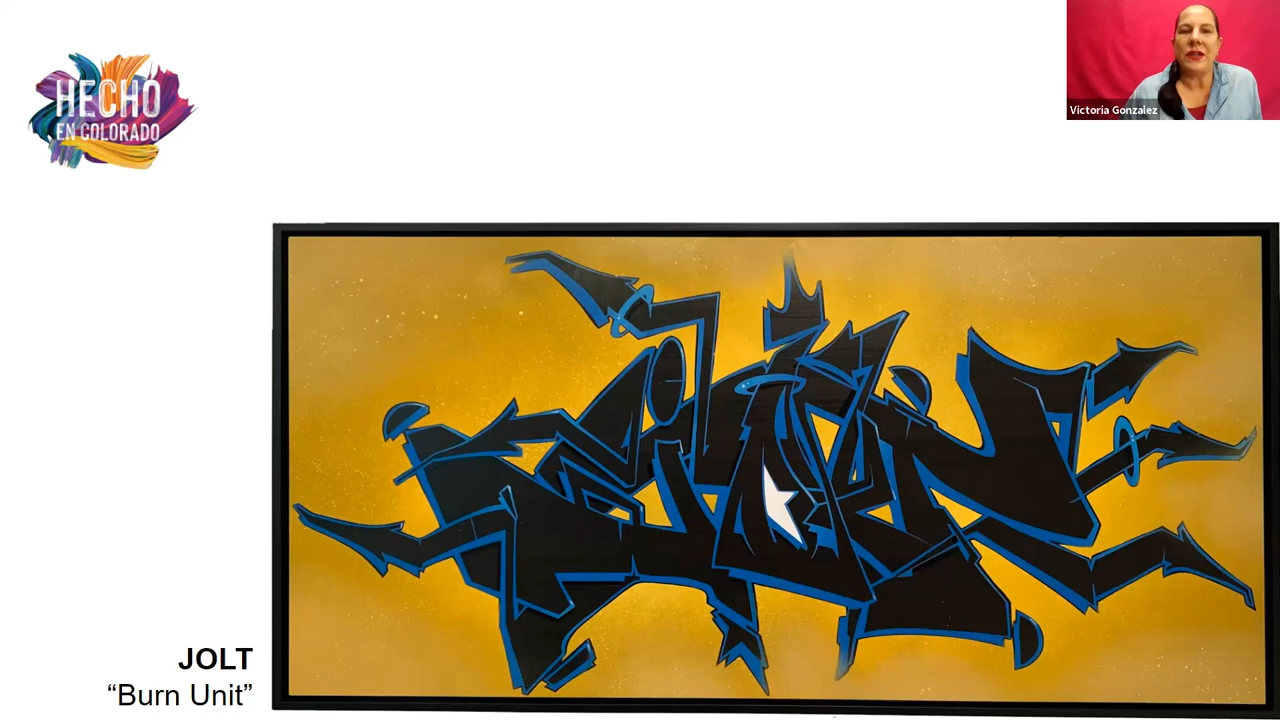 HECHO
EN COLORADO
Victoria Gonzalez
JOLT
“Burn Unit”